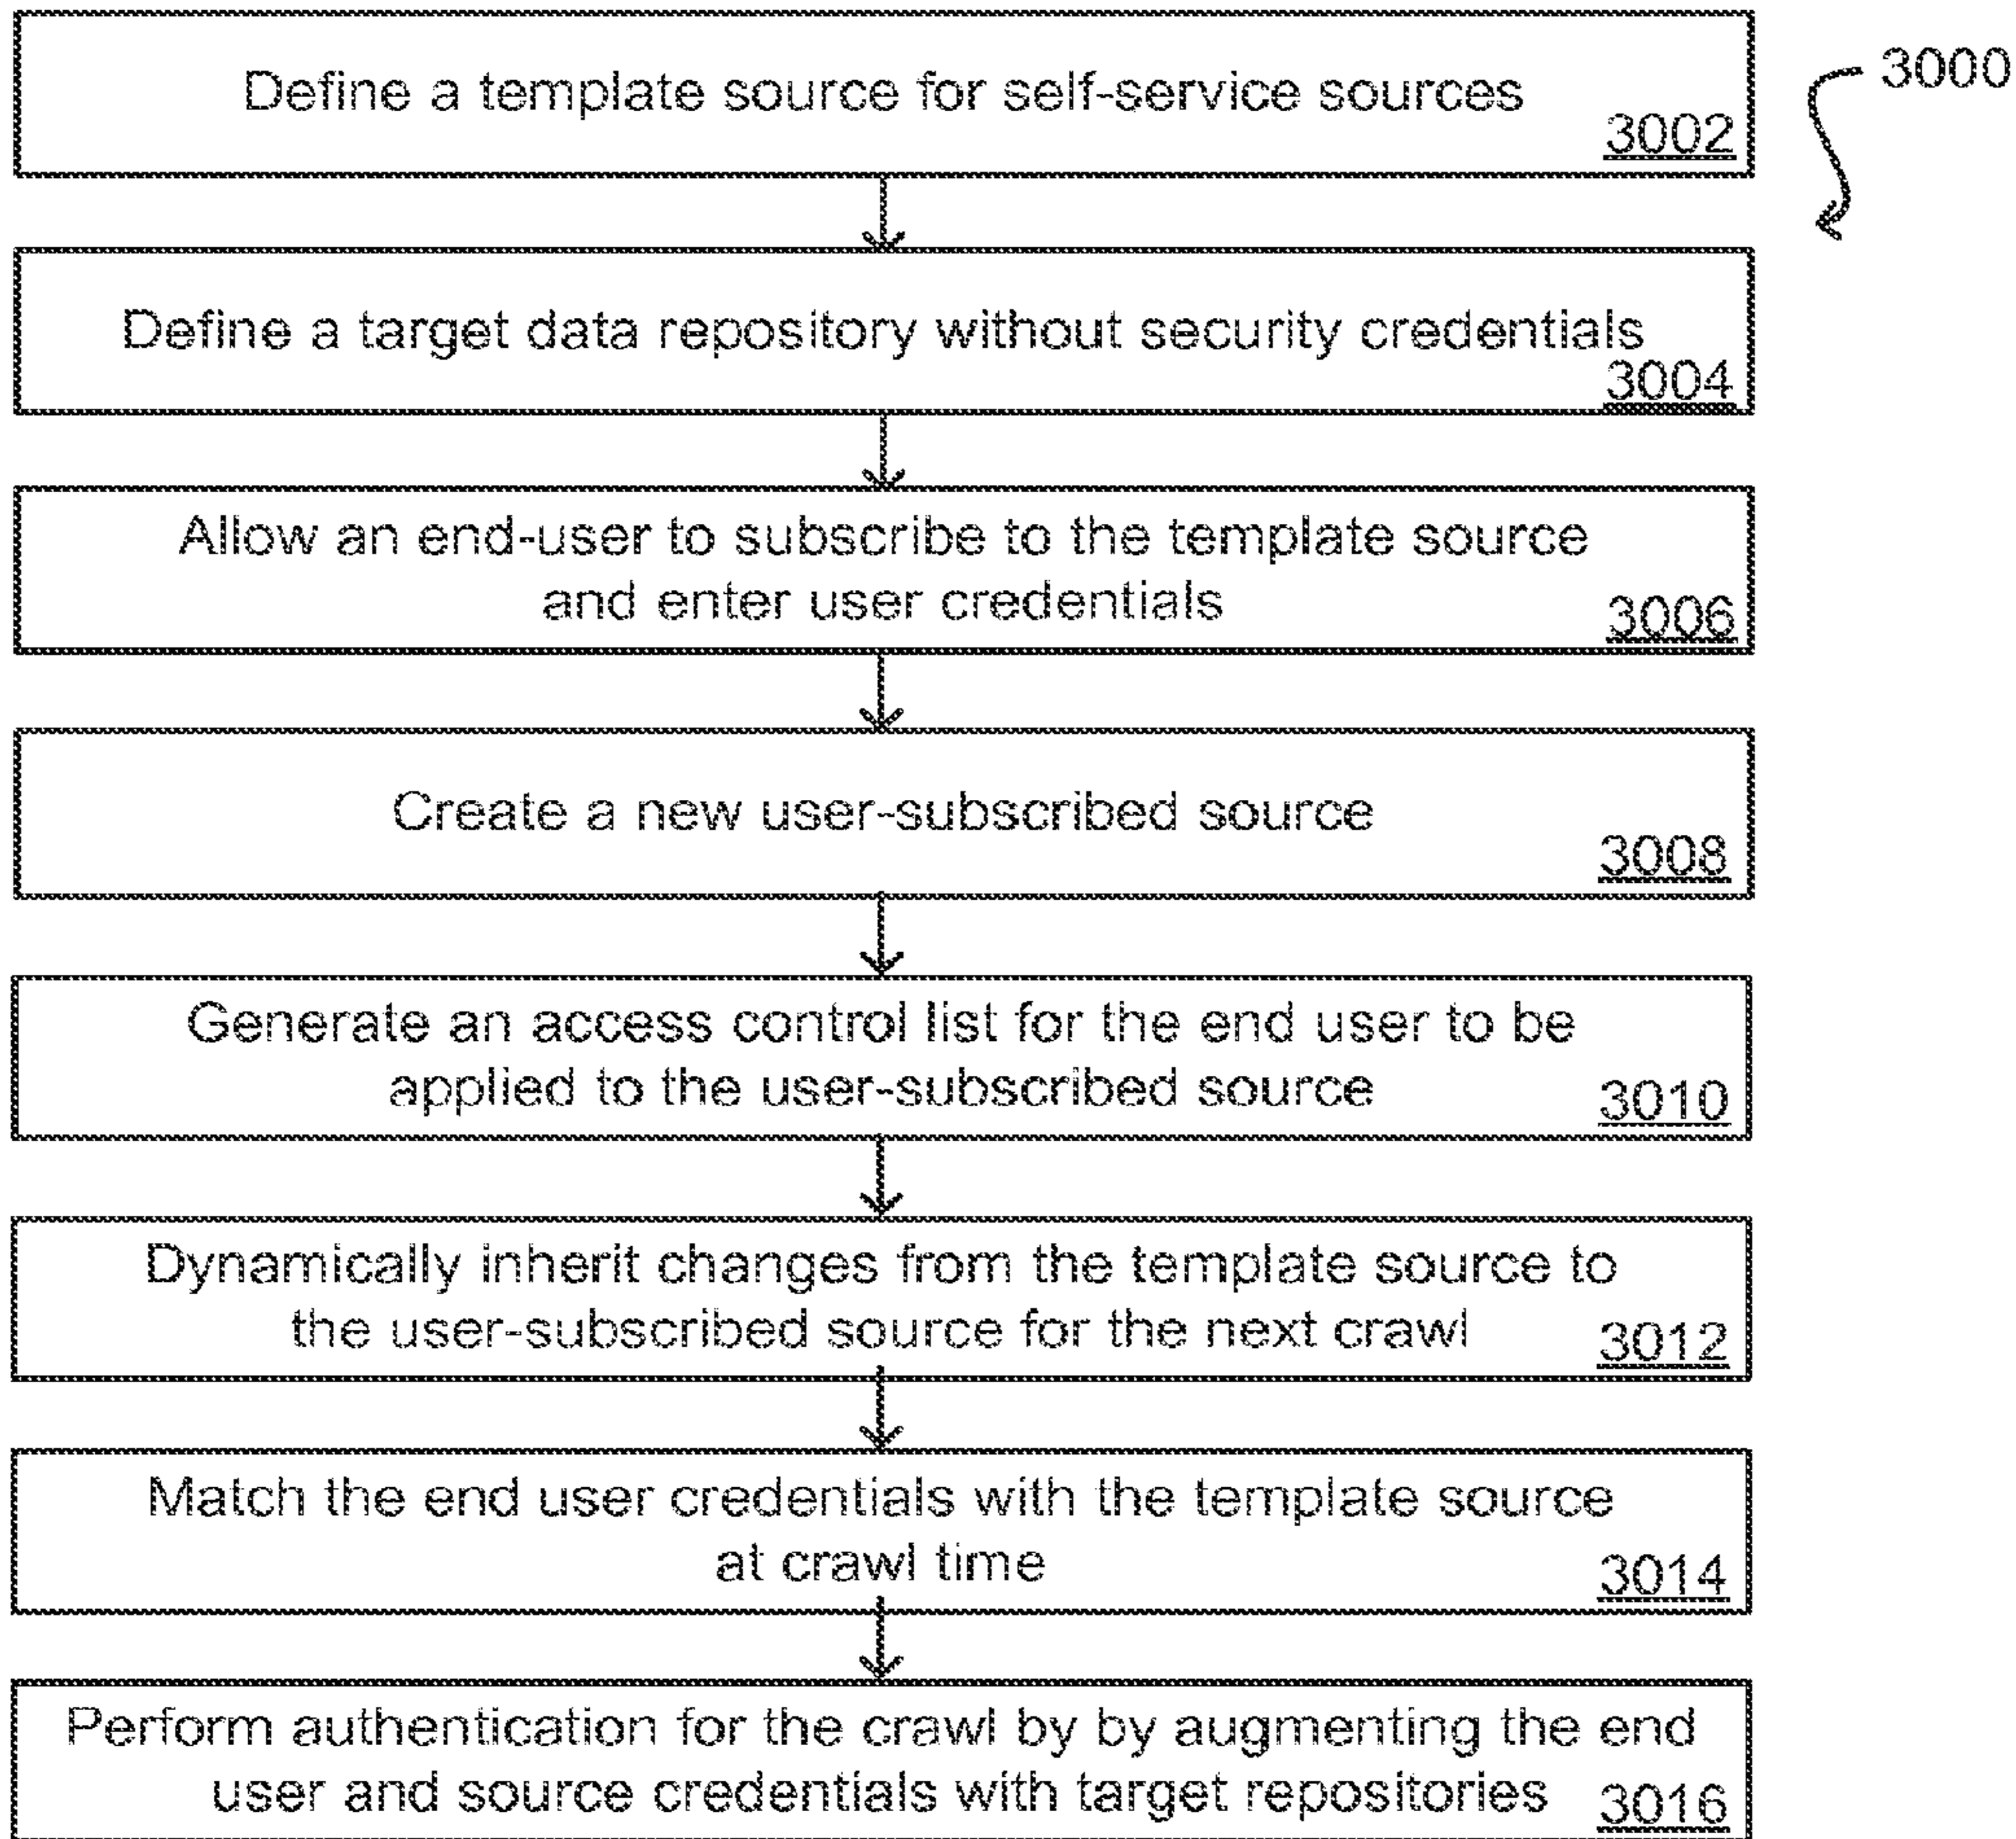 3000
Define a template source for self-service sources
3002
Define a target data repository without security credentials
3004
Allow an end-user to subscribe to the template source
and enter user credentials
3006
Create a new user-subscribed source
3008
Generate an access control list for the end user to be
applied to the user-subscribed source
3010
Dynamically inherit changes from the template source to
the user-subscribed source for the next crawl
3012
Match the end user credentials with the template source
at crawl time
3014
Perform authentication for the crawl by by augmenting the end
user and source credentials with target repositories
3016